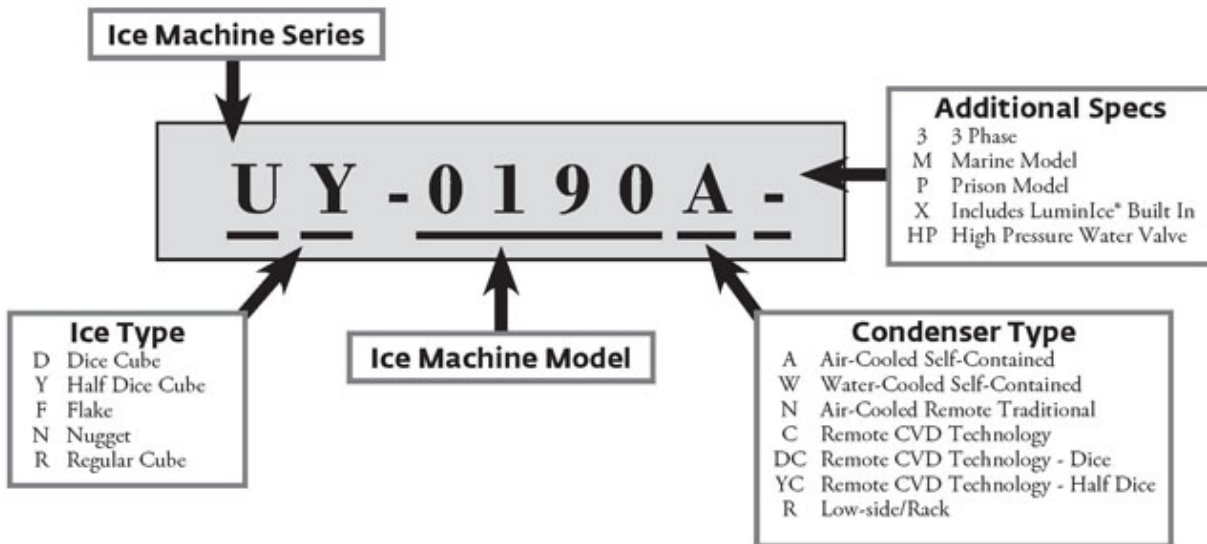 Ice Machine Series
U Y - 0 1 9 0 A -
Additional Specs
3 3 Phase
M Marine Model
P Prison Model
X Includes LuminIce® Built In
HP High Pressure Water Valve
Ice Type
D Dice Cube
Y Half Dice Cube
F Flake
N Nugget
R Regular Cube
Ice Machine Model
Condenser Type
A Air-Cooled Self-Contained
W Water-Cooled Self-Contained
N Air-Cooled Remote Traditional
C Remote CVD Technology
DC Remote CVD Technology - Dice
YC Remote CVD Technology - Half Dice
R Low-side/Rack